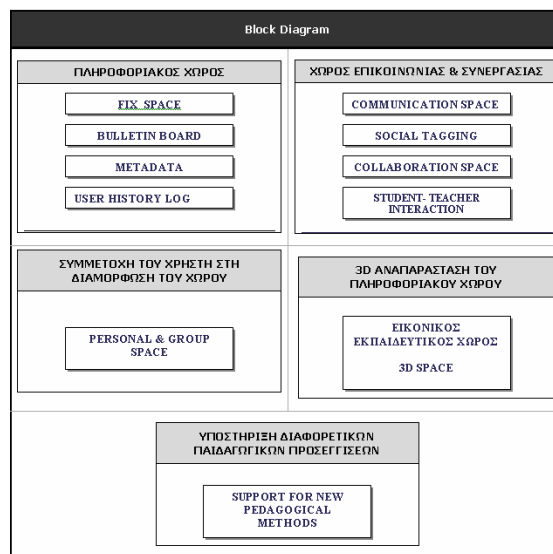 Block Diagram
ΠΛΗΡΟΦΟΡΙΑΚΟΣ ΧΩΡΟΣ
FIX SPACE
BULLETIN BOARD
METADATA
USER HISTORY LOG
ΧΩΡΟΣ ΕΠΙΚΟΙΝΩΝΙΑΣ & ΣΥΝΕΡΓΑΣΙΑΣ
COMMUNICATION SPACE
SOCIAL TAGGING
COLLABORATION SPACE
STUDENT- TEACHER
INTERACTION
ΣΥΜΜΕΤΟΧΗ ΤΟΥ ΧΡΗΣΤΗ ΣΤΗ
ΔΙΑΜΟΡΦΩΣΗ ΤΟΥ ΧΩΡΟΥ
PERSONAL & GROUP
SPACE
3D ΑΝΑΠΑΡΑΣΤΑΣΗ ΤΟΥ
ΠΛΗΡΟΦΟΡΙΑΚΟΥ ΧΩΡΟΥ
ΕΙΚΟΝΙΚΟΣ
ΕΚΠΑΙΔΕΥΤΙΚΟΣ ΧΩΡΟΣ
3D SPACE
ΥΠΟΣΤΗΡΙΞΗ ΔΙΑΦΟΡΕΤΙΚΩΝ
ΠΑΙΔΑΓΩΓΙΚΩΝ ΠΡΟΣΕΓΓΙΣΕΩΝ
SUPPORT FOR NEW
PEDAGOGICAL
METHODS